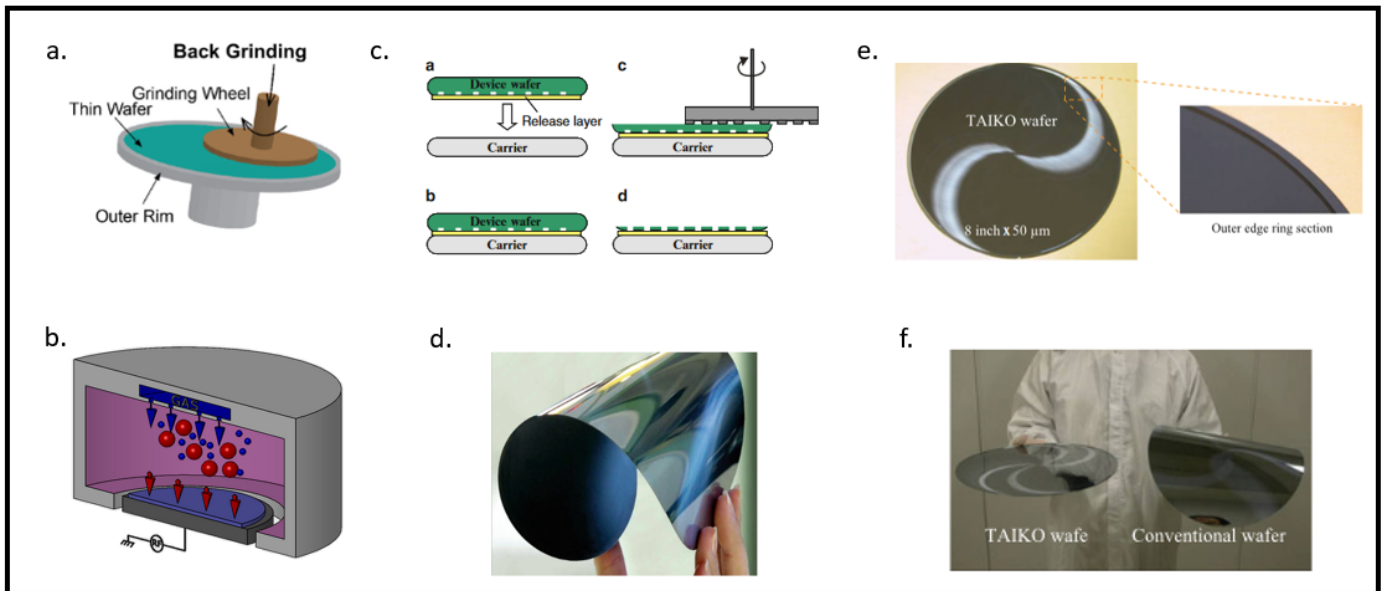 a.
Back Grinding
Grinding Wheel
Thin Wafer
Outer Rim
b.
GAS
RF
c.
a
Device wafer
Release layer
Carrier
b
Device wafer
Carrier
c
Carrier
d
Carrier
d.
e.
TAIKO wafer
8 inch x 50 µm
Outer edge ring section
f.
TAIKO wafe
Conventional wafer